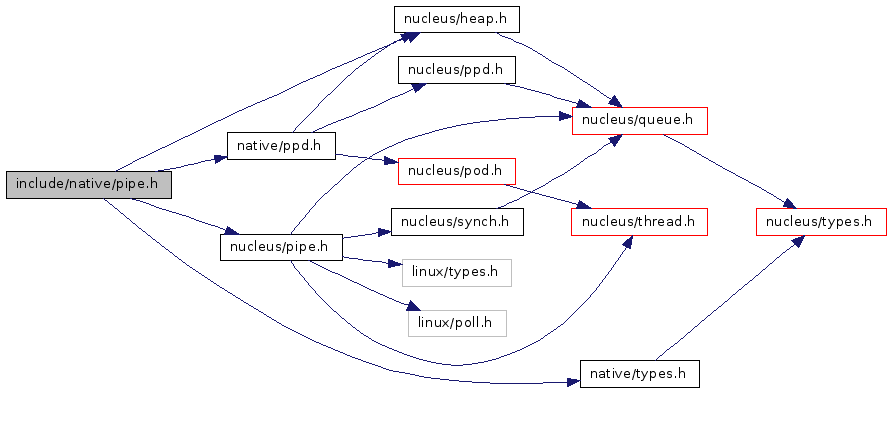 nucleus/heap.h
nucleus/ppd.h
nucleus/queue.h
native/ppd.h
nucleus/pod.h
include/native/pipe.h
nucleus/synch.h
nucleus/thread.h
nucleus/types.h
nucleus/pipe.h
linux/types.h
linux/poll.h
native/types.h